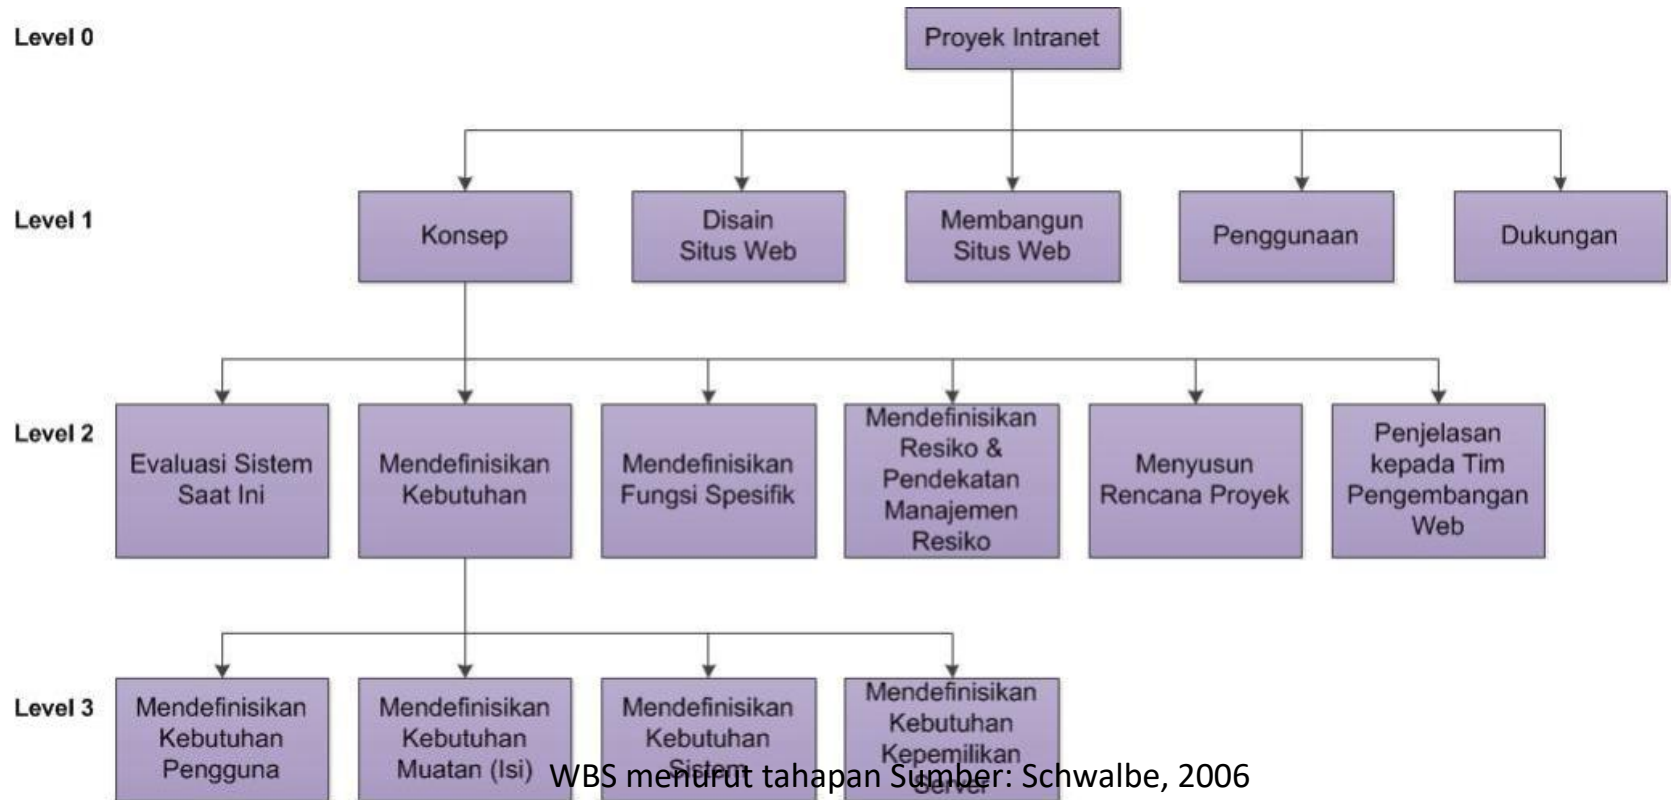 Level 0
Proyek Intranet
Level 1
Konsep
Disain
Situs Web
Membangun
Situs Web
Penggunaan
Dukungan
Level 2
Evaluasi Sistem
Saat Ini
Mendefinisikan
Kebutuhan
Mendefinisikan
Fungsi Spesifik
Mendefinisikan
Resiko &
Pendekatan
Manajemen
Resiko
Menyusun
Rencana Proyek
Penjelasan
kepada Tim
Pengembangan
Web
Level 3
Mendefinisikan
Kebutuhan
Pengguna
Mendefinisikan
Kebutuhan
Muatan (Isi)
Mendefinisikan
Kebutuhan
Sistem
Mendefinisikan
Kebutuhan
Kepemilikan
Server
WBS menurut tahapan Sumber: Schwalbe, 2006